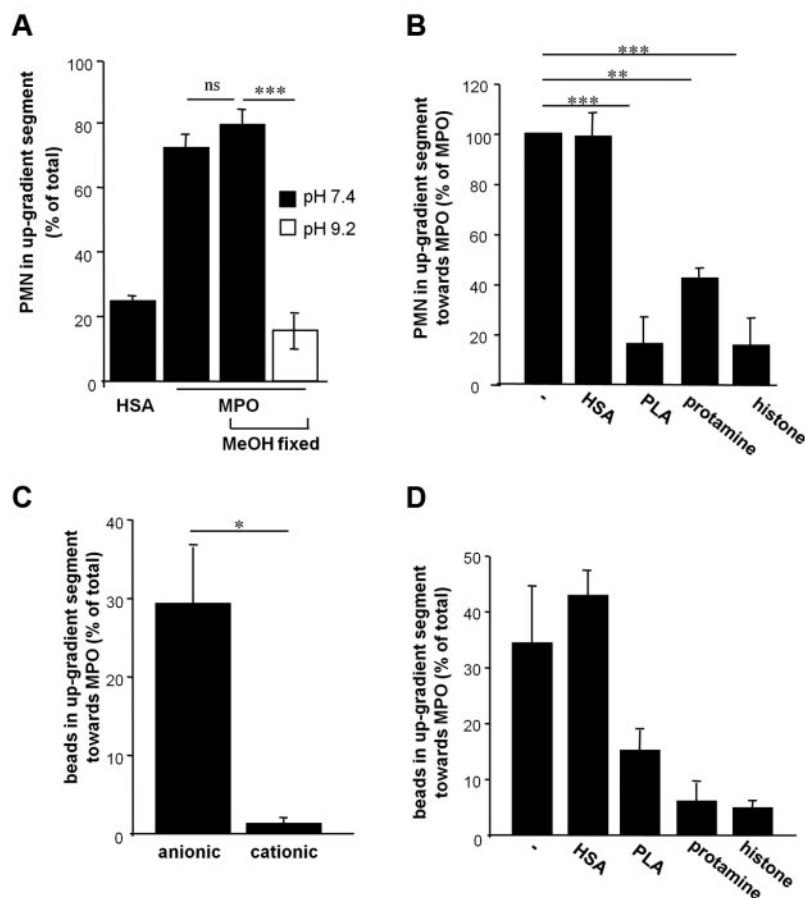 A
PMN in up-gradient segment
(% of total)
100
80
60
40
20
0
ns
***
pH 7.4
pH 9.2
HSA
MPO
MeOH fixed
B
PMN in up-gradient segment
towards MPO (% of MPO)
120
100
80
60
40
20
0
***
**
***
-
HSA
PLA
protamine
histone
C
beads in up-gradient segment
towards MPO (% of total)
40
30
20
10
0
*
anionic
cationic
D
beads in up-gradient segment
towards MPO (% of total)
50
40
30
20
10
0
-
HSA
PLA
protamine
histone